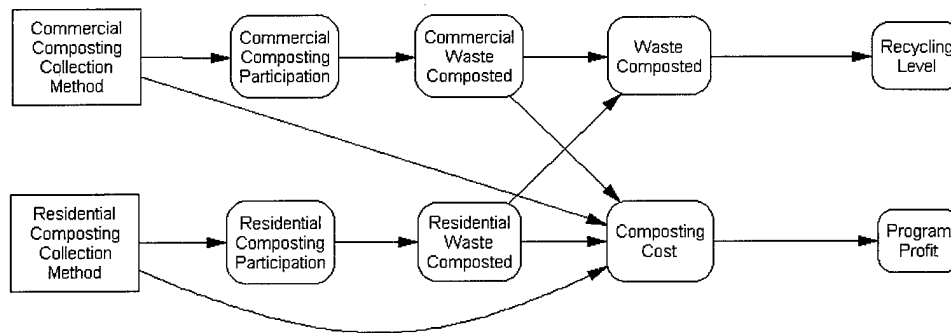 Commercial
Composting
Collection
Method
Commercial
Composting
Participation
Commercial
Waste
Composted
Waste
Composted
Recycling
Level
Residential
Composting
Collection
Method
Residential
Composting
Participation
Residential
Waste
Composted
Composting
Cost
Program
Profit